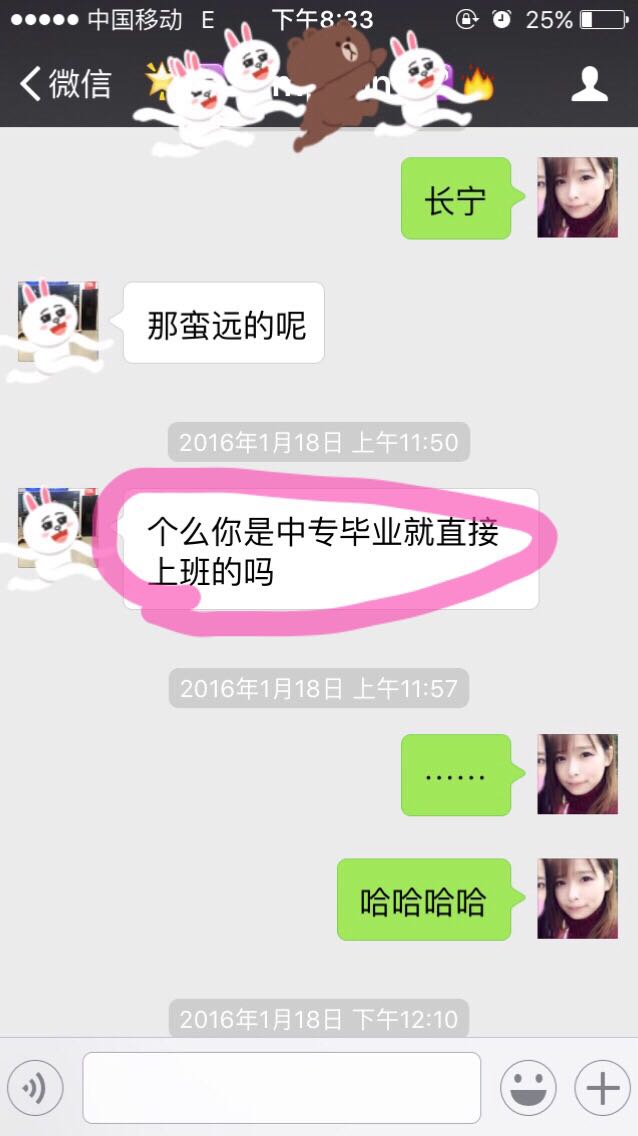 中国移动 E 下午8:33 25%
微信
长宁
那蛮远的呢
2016年1月18日 上午11:50
个么你是中专毕业就直接
上班的吗
2016年1月18日 上午11:57
……
哈哈哈哈
2016年1月18日 下午12:10